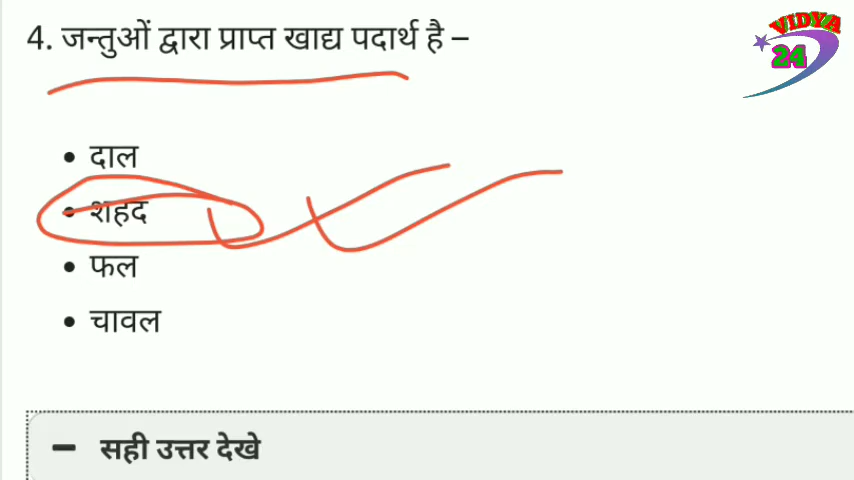 4. जन्तुओं द्वारा प्राप्त खाद्य पदार्थ है –
VIDYA
24
• दाल
• शहद
• फल
• चावल
– सही उत्तर देखे